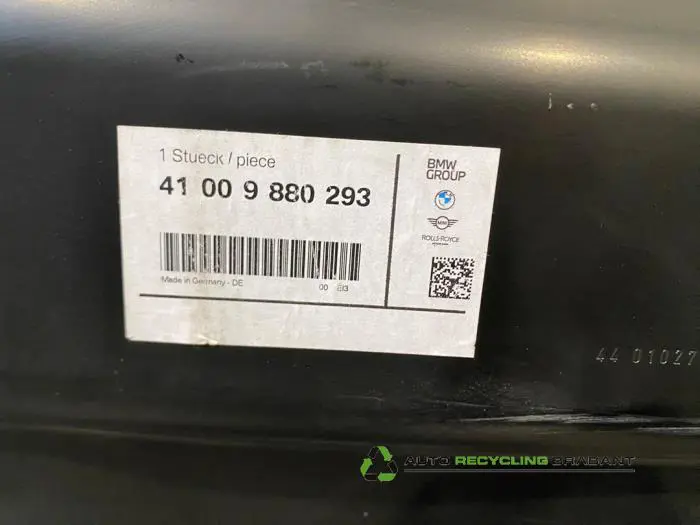 1 Stueck / piece
41 00 9 880 293
Made in Germany - DE
00
BMW
GROUP
MINI
ROLLS-ROYCE
44 01027
AUTO RECYCLING BRABANT